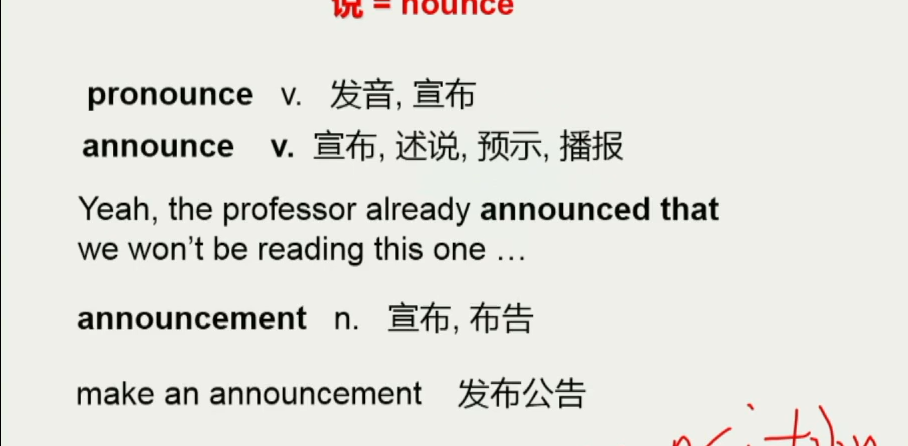 说 = nounce
pronounce v. 发音, 宣布
announce v. 宣布, 述说, 预示, 播报
Yeah, the professor already announced that
we won't be reading this one …
announcement n. 宣布, 布告
make an announcement 发布公告